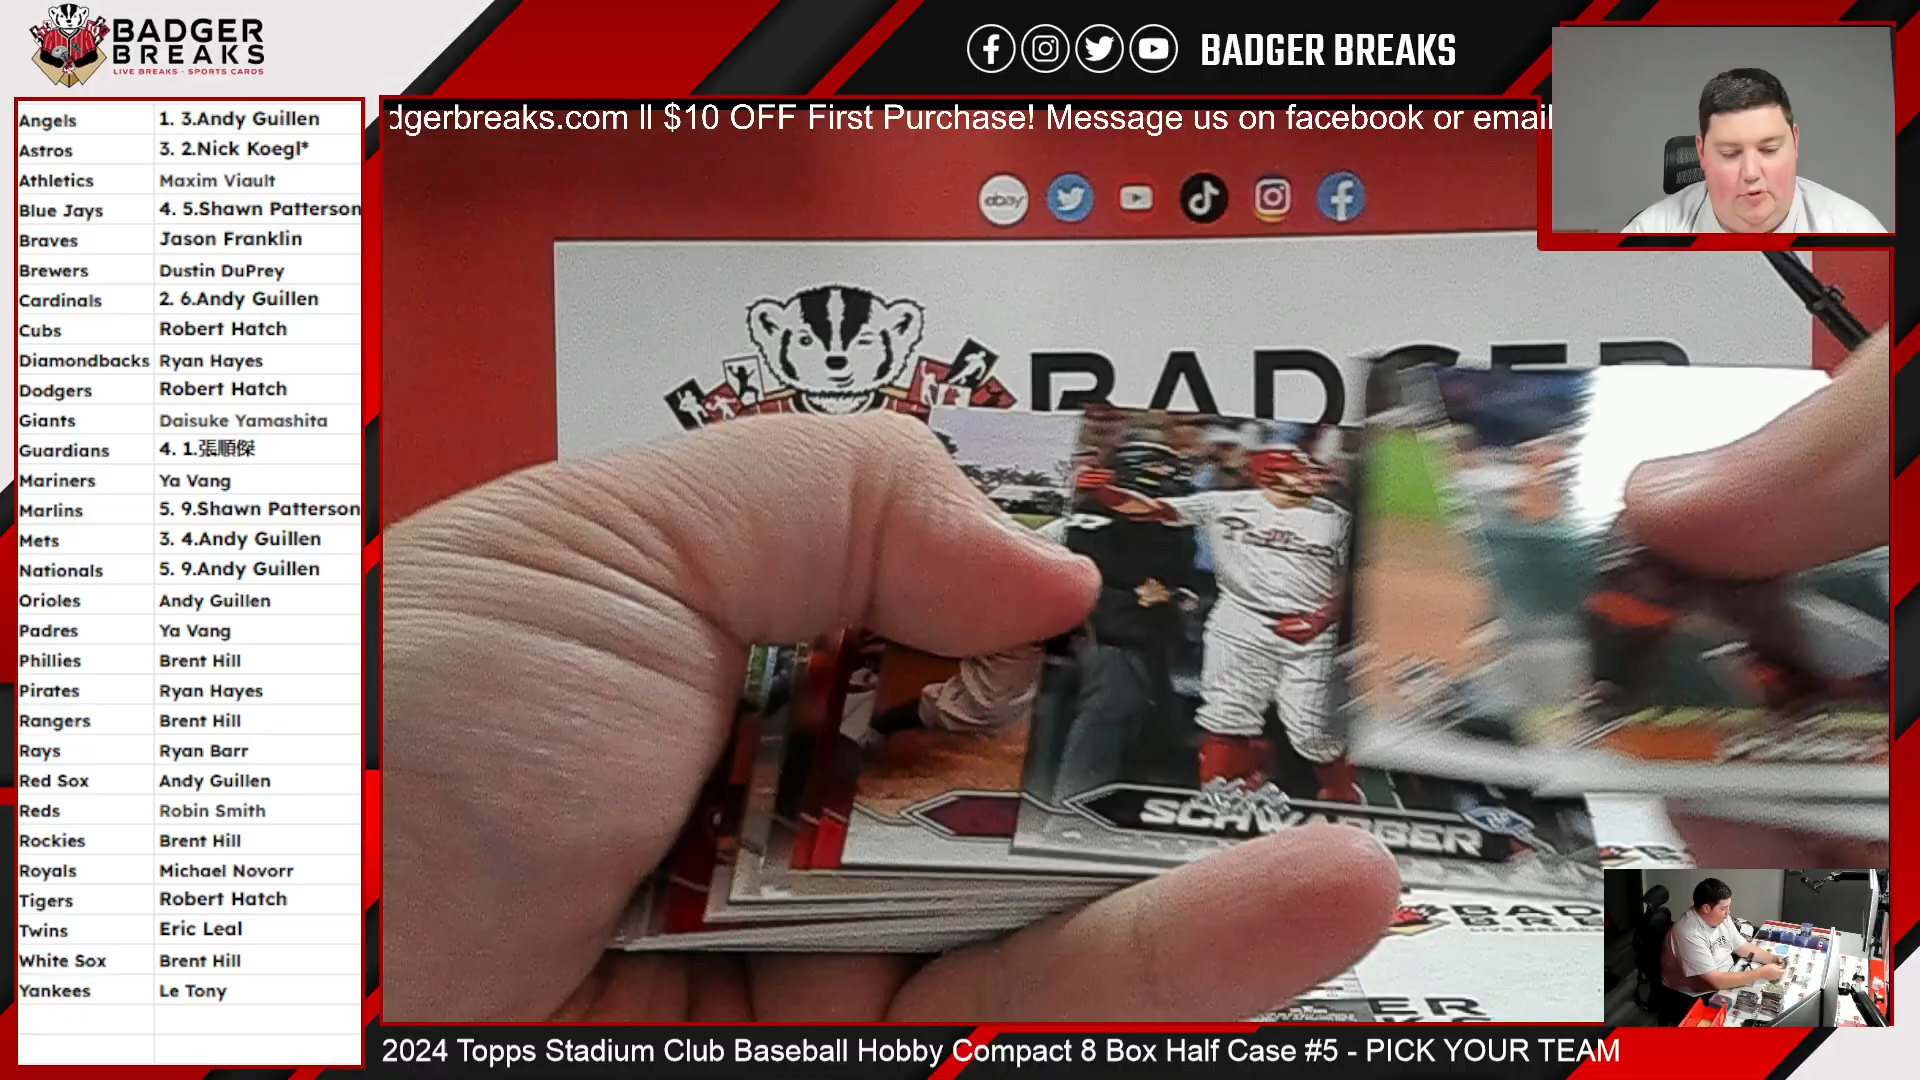 BADGER
BREAKS
LIVE BREAKS - SPORTS CARDS
BADGER BREAKS
dgerbreaks.com ll $10 OFF First Purchase! Message us on facebook or email
Angels 1. 3.Andy Guillen
Astros 3. 2.Nick Koegl*
Athletics Maxim Viault
Blue Jays 4. 5.Shawn Patterson
Braves Jason Franklin
Brewers Dustin DuPrey
Cardinals 2. 6.Andy Guillen
Cubs Robert Hatch
Diamondbacks Ryan Hayes
Dodgers Robert Hatch
Giants Daisuke Yamashita
Guardians 4. 1.張順傑
Mariners Ya Vang
Marlins 5. 9.Shawn Patterson
Mets 3. 4.Andy Guillen
Nationals 5. 9.Andy Guillen
Orioles Andy Guillen
Padres Ya Vang
Phillies Brent Hill
Pirates Ryan Hayes
Rangers Brent Hill
Rays Ryan Barr
Red Sox Andy Guillen
Reds Robin Smith
Rockies Brent Hill
Royals Michael Novorr
Tigers Robert Hatch
Twins Eric Leal
White Sox Brent Hill
Yankees Le Tony
ebay
BADGER
Phillies
SCHWARBER
2024 Topps Stadium Club Baseball Hobby Compact 8 Box Half Case #5 - PICK YOUR TEAM